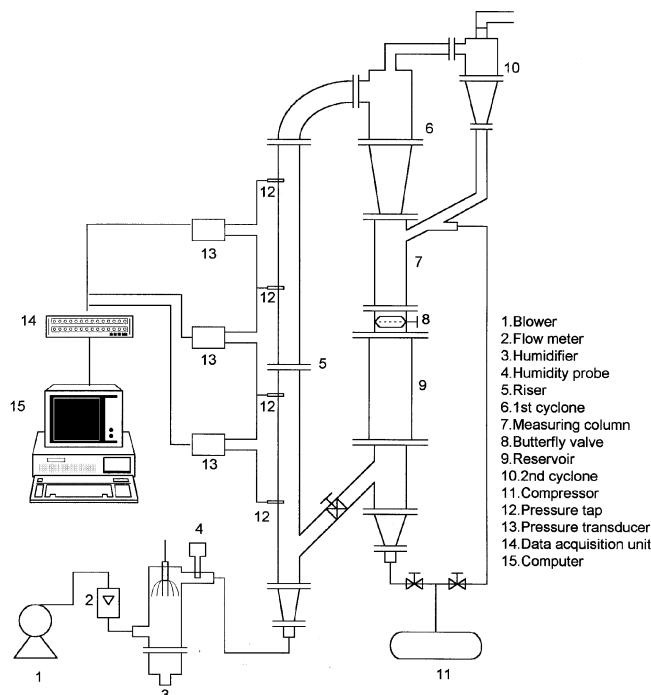 10
6
12
13
7
14
12
8
13
5
15
12
9
13
12
4
2
1
3
11
1.Blower
2.Flow meter
3.Humidifier
4.Humidity probe
5.Riser
6.1st cyclone
7.Measuring column
8.Butterfly valve
9.Reservoir
10.2nd cyclone
11.Compressor
12.Pressure tap
13.Pressure transducer
14.Data acquisition unit
15.Computer